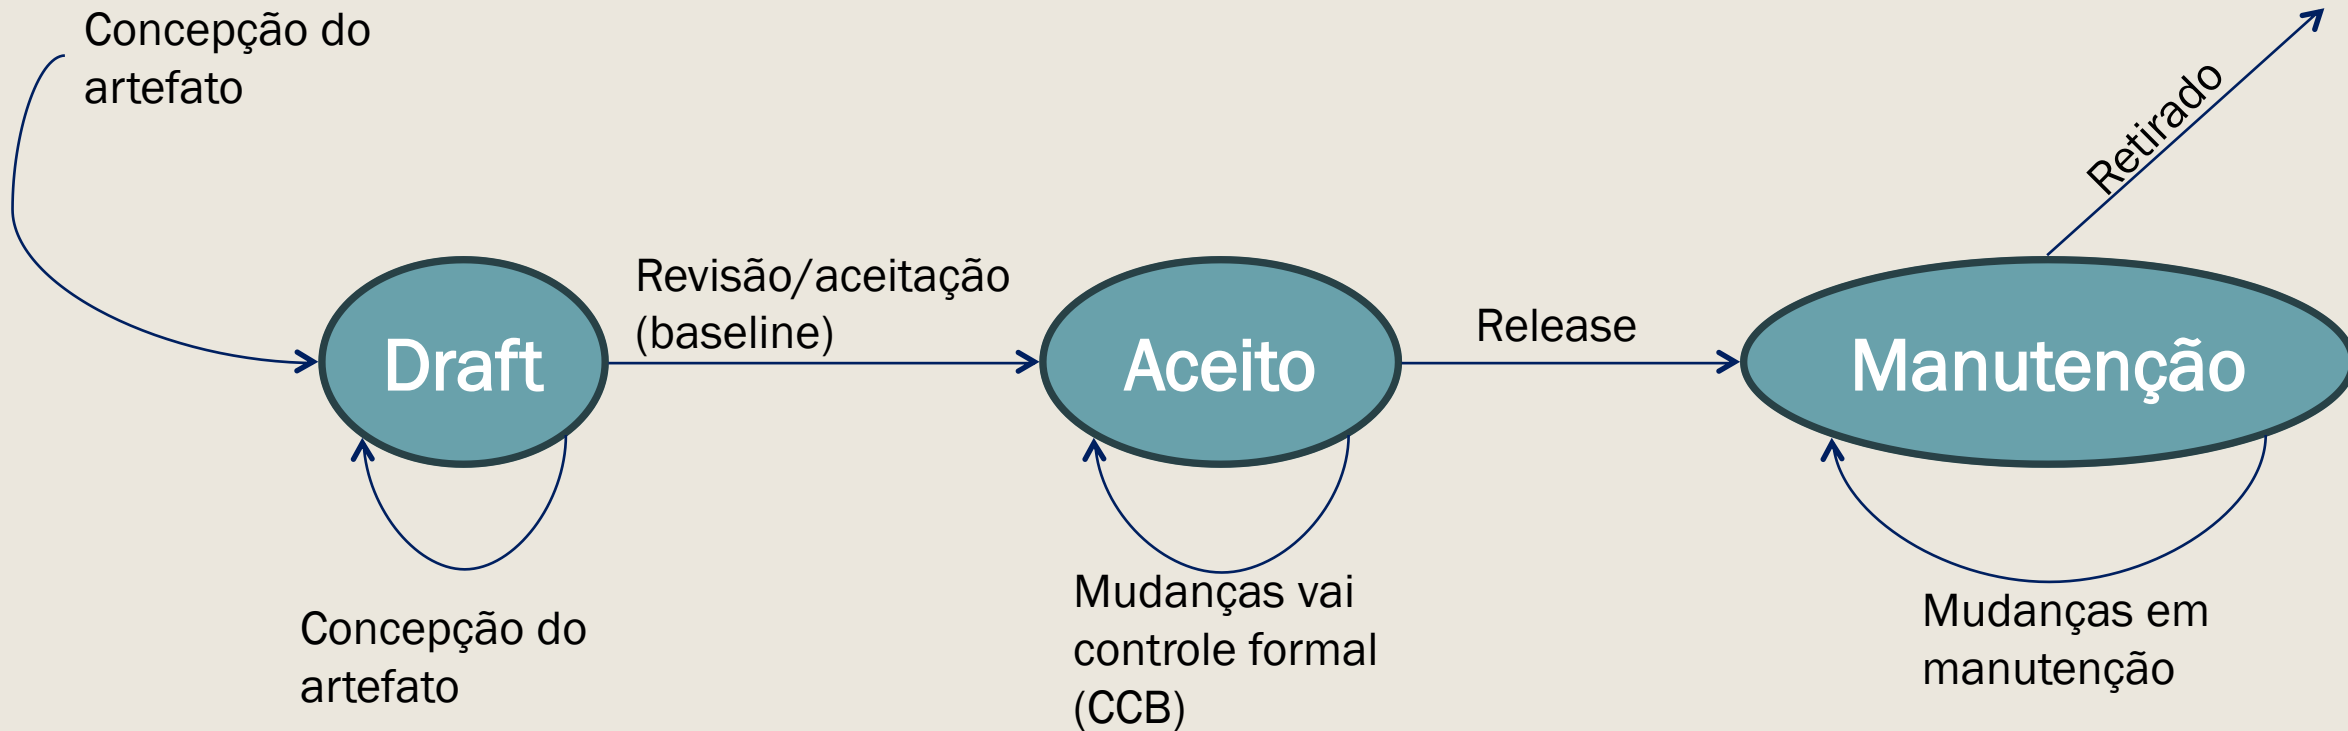 Concepção do
artefato
Retirado
Revisão/aceitação
(baseline)
Release
Draft
Aceito
Manutenção
Concepção do
artefato
Mudanças vai
controle formal
(CCB)
Mudanças em
manutenção